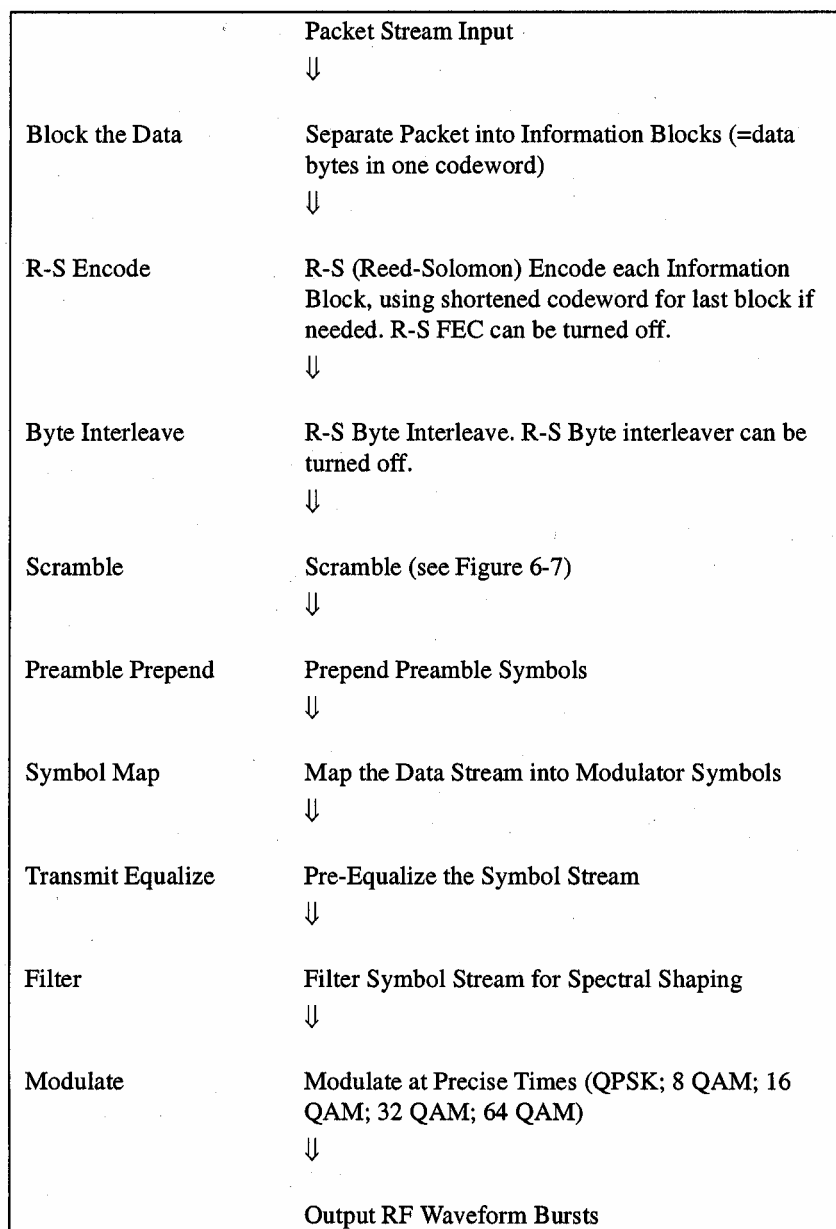 Packet Stream Input
⇓
Block the Data Separate Packet into Information Blocks (=data
bytes in one codeword)
⇓
R-S Encode R-S (Reed-Solomon) Encode each Information
Block, using shortened codeword for last block if
needed. R-S FEC can be turned off.
⇓
Byte Interleave R-S Byte Interleave. R-S Byte interleaver can be
turned off.
⇓
Scramble Scramble (see Figure 6-7)
⇓
Preamble Prepend Prepend Preamble Symbols
⇓
Symbol Map Map the Data Stream into Modulator Symbols
⇓
Transmit Equalize Pre-Equalize the Symbol Stream
⇓
Filter Filter Symbol Stream for Spectral Shaping
⇓
Modulate Modulate at Precise Times (QPSK; 8 QAM; 16
QAM; 32 QAM; 64 QAM)
⇓
Output RF Waveform Bursts